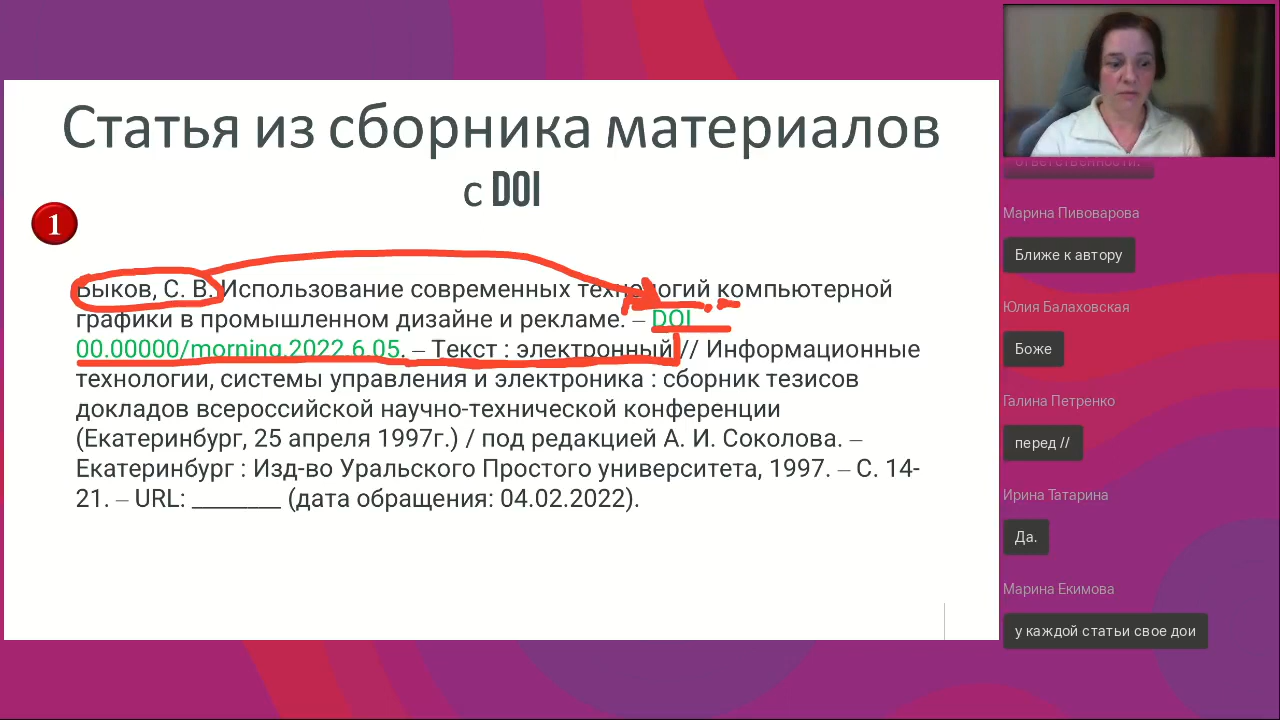 Статья из сборника материалов
с DOI
1
Быков, С. В. Использование современных технологий компьютерной
графики в промышленном дизайне и рекламе. – DOI
00.00000/morning.2022.6.05. – Текст : электронный // Информационные
технологии, системы управления и электроника : сборник тезисов
докладов всероссийской научно-технической конференции
(Екатеринбург, 25 апреля 1997г.) / под редакцией А. И. Соколова. –
Екатеринбург : Изд-во Уральского Простого университета, 1997. – С. 14-
21. – URL: ________ (дата обращения: 04.02.2022).
ответственности.
Марина Пивоварова
Ближе к автору
Юлия Балаховская
Боже
Галина Петренко
перед //
Ирина Татарина
Да.
Марина Екимова
у каждой статьи свое дои